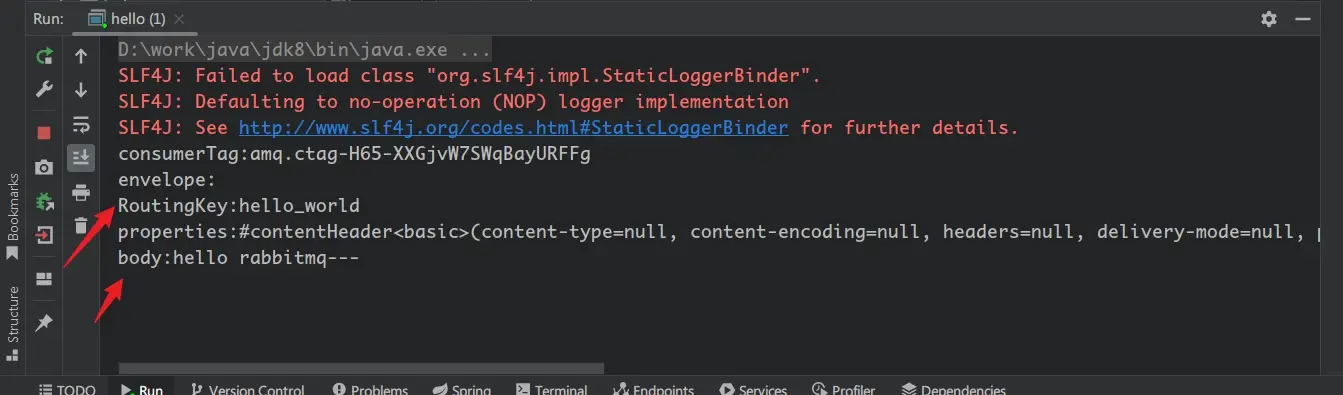 Run: hello (1)
D:\work\java\jdk8\bin\java.exe ...
SLF4J: Failed to load class "org.slf4j.impl.StaticLoggerBinder".
SLF4J: Defaulting to no-operation (NOP) logger implementation
SLF4J: See http://www.slf4j.org/codes.html#StaticLoggerBinder for further details.
consumerTag:amq.ctag-H65-XXGjvW7SWqBayURFFg
envelope:
RoutingKey:hello_world
properties:#contentHeader<basic>(content-type=null, content-encoding=null, headers=null, delivery-mode=null,
body:hello rabbitmq---
Bookmarks
Structure
TODO Run Version Control Problems Spring Terminal Endpoints Services Profiler Dependencies